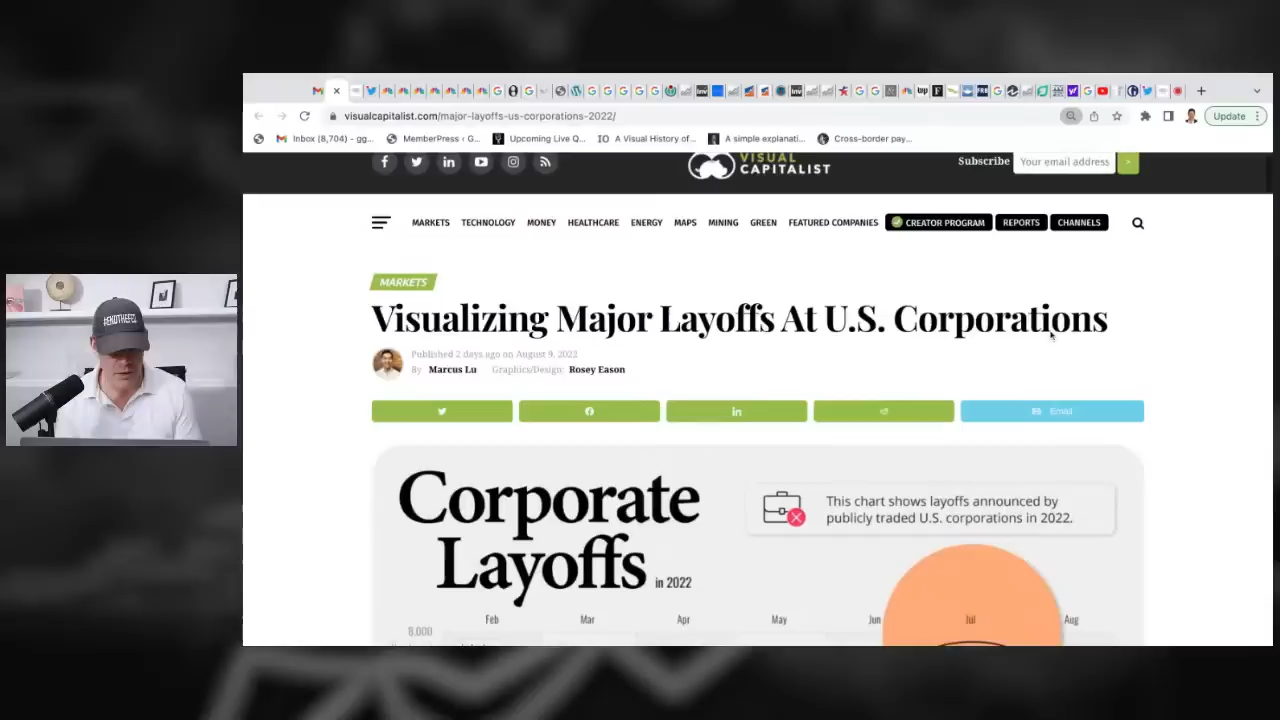 visualcapitalist.com/major-layoffs-us-corporations-2022/
Update
Inbox (8,704) - gg...
MemberPress ‹ G...
Upcoming Live Q...
IO A Visual History of...
A simple explanati...
Cross-border pay...
VISUAL
CAPITALIST
Subscribe
Your email address
>
MARKETS
TECHNOLOGY
MONEY
HEALTHCARE
ENERGY
MAPS
MINING
GREEN
FEATURED COMPANIES
CREATOR PROGRAM
REPORTS
CHANNELS
MARKETS
Visualizing Major Layoffs At U.S. Corporations
Published 2 days ago on August 9, 2022
By Marcus Lu Graphics/Design: Rosey Eason
Email
#ENDTHEFED
Corporate
Layoffs in 2022
This chart shows layoffs announced by
publicly traded U.S. corporations in 2022.
Feb Mar Apr May Jun Jul Aug
8,000